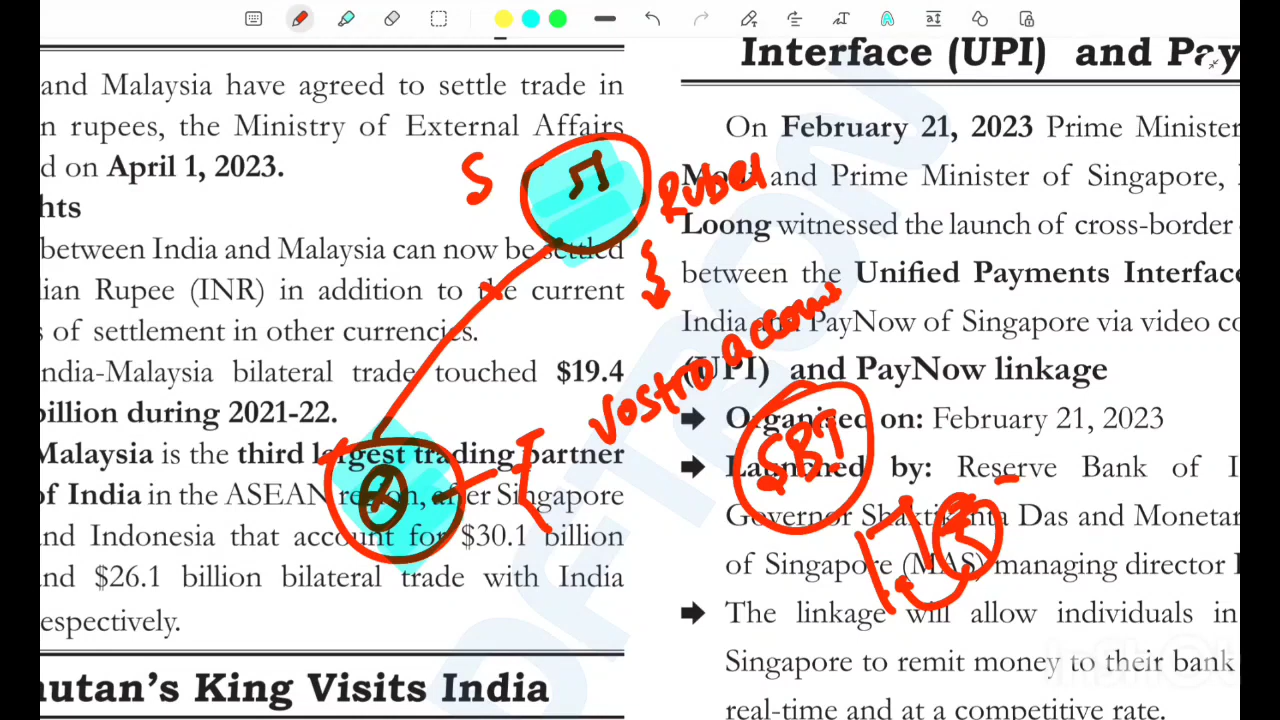 and Malaysia have agreed to settle trade in
n rupees, the Ministry of External Affairs
d on April 1, 2023.
hts
between India and Malaysia can now be settled
ian Rupee (INR) in addition to the current
s of settlement in other currencies.
ndia-Malaysia bilateral trade touched $19.4
billion during 2021-22.
Malaysia is the third largest trading partner
of India in the ASEAN region, after Singapore
nd Indonesia that account for $30.1 billion
nd $26.1 billion bilateral trade with India
espectively.
hutan's King Visits India
S
Rubel
Vostro account
SBI
Interface (UPI) and Pay
On February 21, 2023 Prime Minister
Modi and Prime Minister of Singapore,
Loong witnessed the launch of cross-border
between the Unified Payments Interface
India and PayNow of Singapore via video co
(UPI) and PayNow linkage
➡ Organised on: February 21, 2023
➡ Launched by: Reserve Bank of I
Governor Shaktikanta Das and Monetar
of Singapore (MAS) managing director
➡ The linkage will allow individuals in
Singapore to remit money to their bank
real-time and at a competitive rate.
InShOt